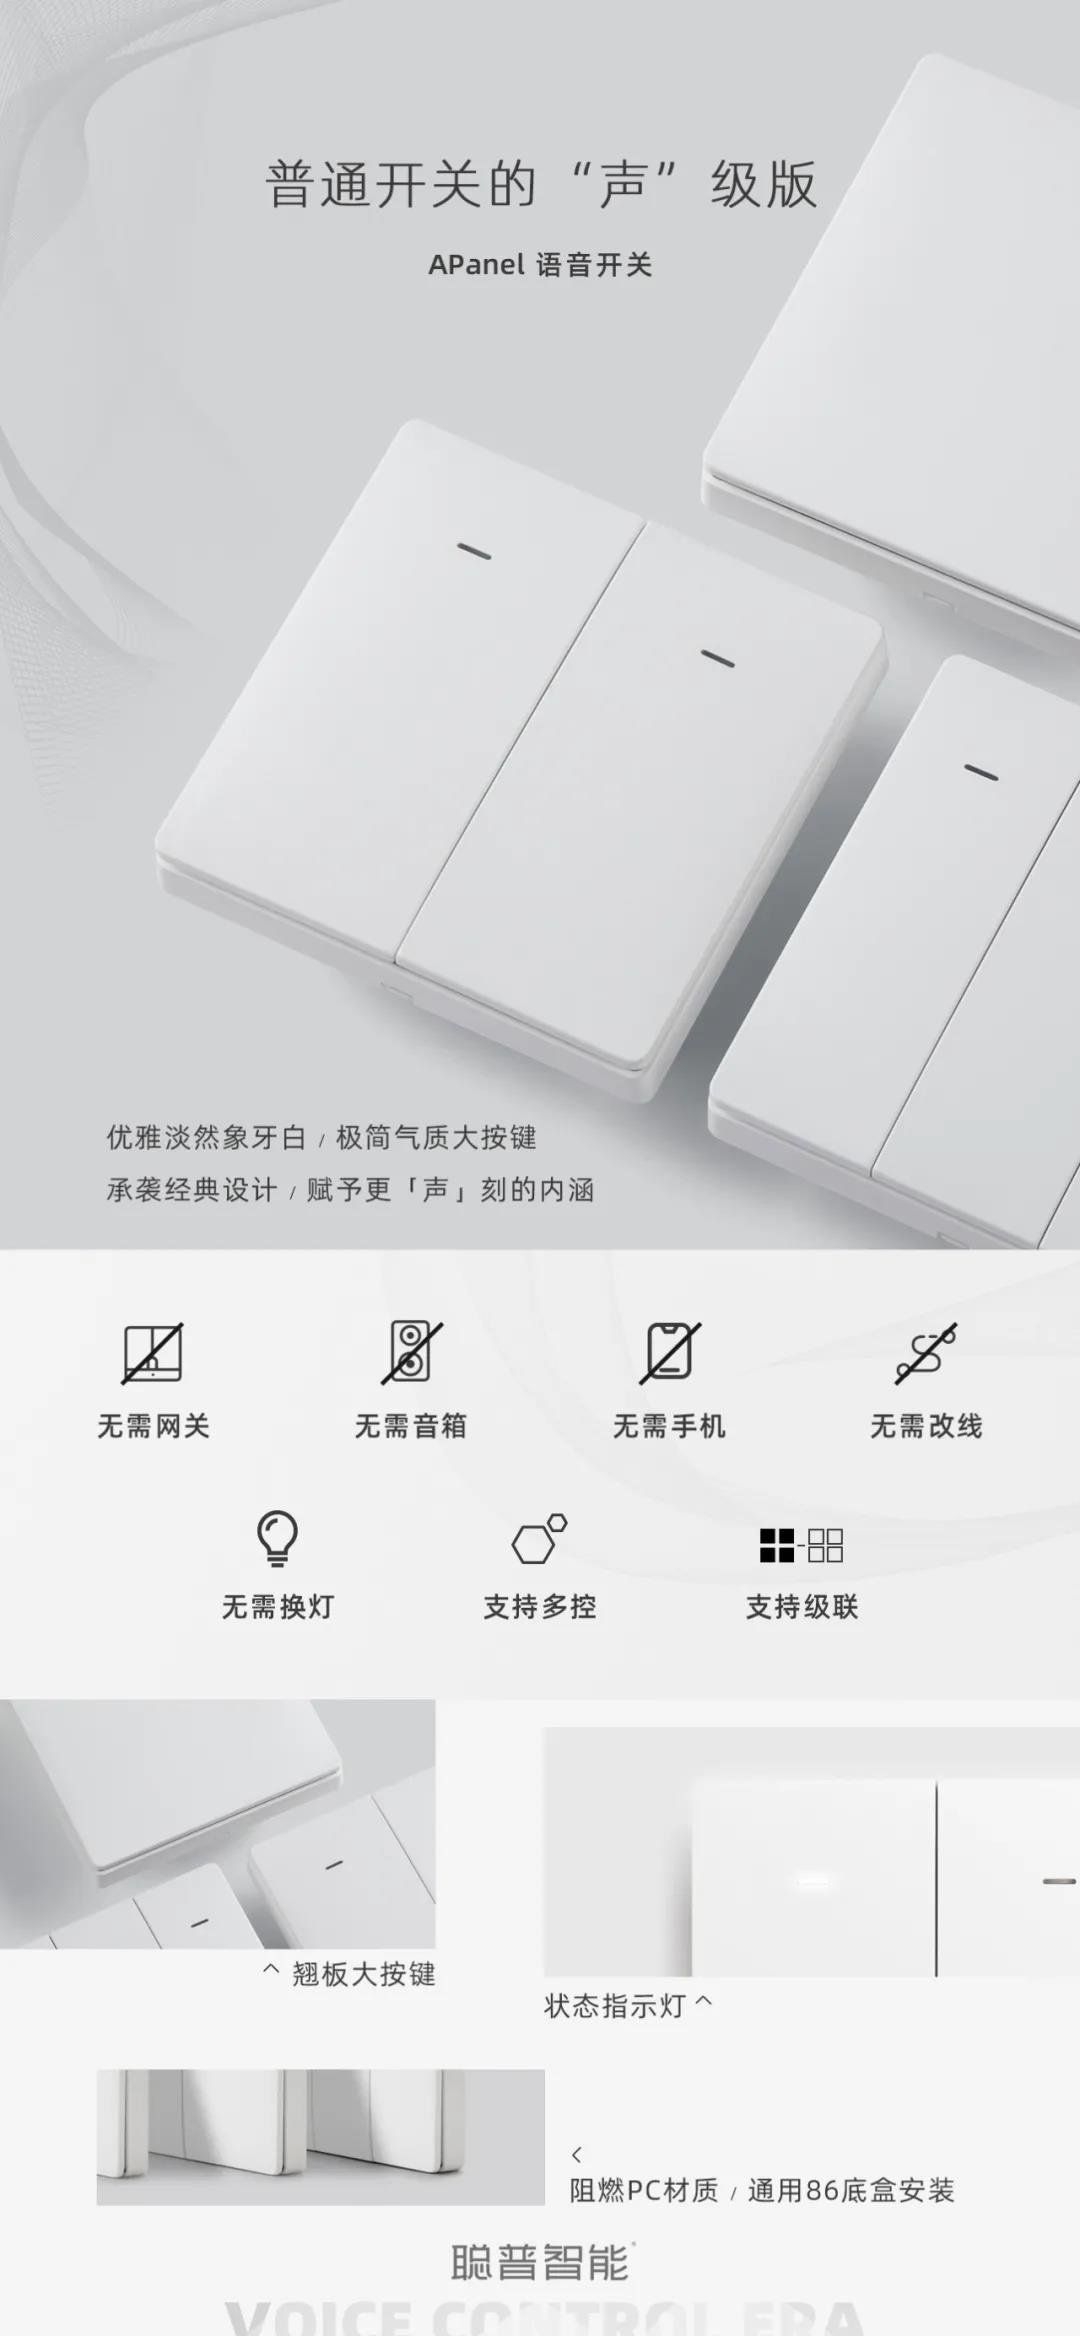 普通开关的“声”级版
APanel 语音开关
优雅淡然象牙白 / 极简气质大按键
承袭经典设计 / 赋予更「声」刻的内涵
无需网关
无需音箱
无需手机
无需改线
无需换灯
支持多控
支持级联
^ 翘板大按键
状态指示灯 ^
<
阻燃PC材质 / 通用86底盒安装
聪普智能
VOICE CONTROL ERA